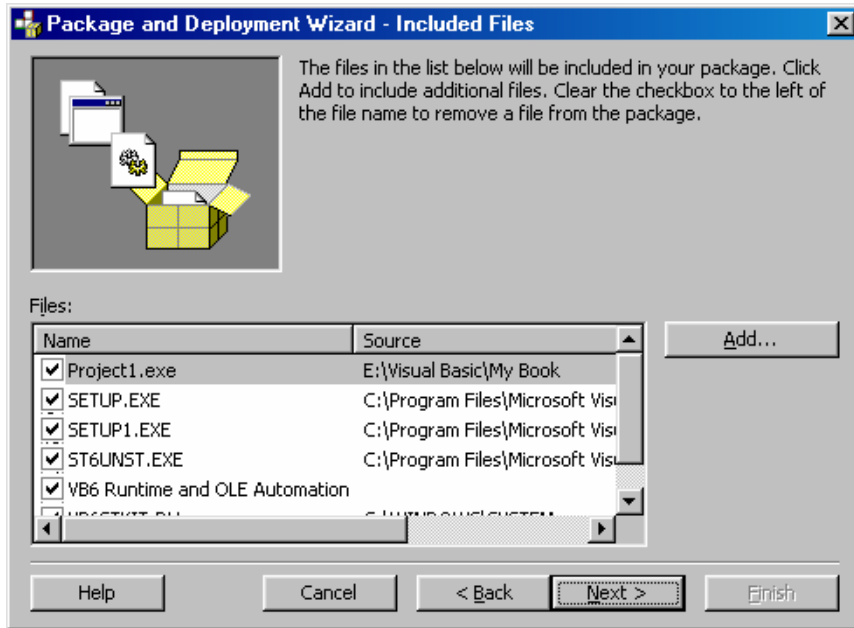 Package and Deployment Wizard - Included Files
The files in the list below will be included in your package. Click
Add to include additional files. Clear the checkbox to the left of
the file name to remove a file from the package.
Files:
Name Source
Add...
Project1.exe E:\Visual Basic\My Book
SETUP.EXE C:\Program Files\Microsoft Visu
SETUP1.EXE C:\Program Files\Microsoft Visu
ST6UNST.EXE C:\Program Files\Microsoft Visu
VB6 Runtime and OLE Automation
Help Cancel < Back Next > Finish